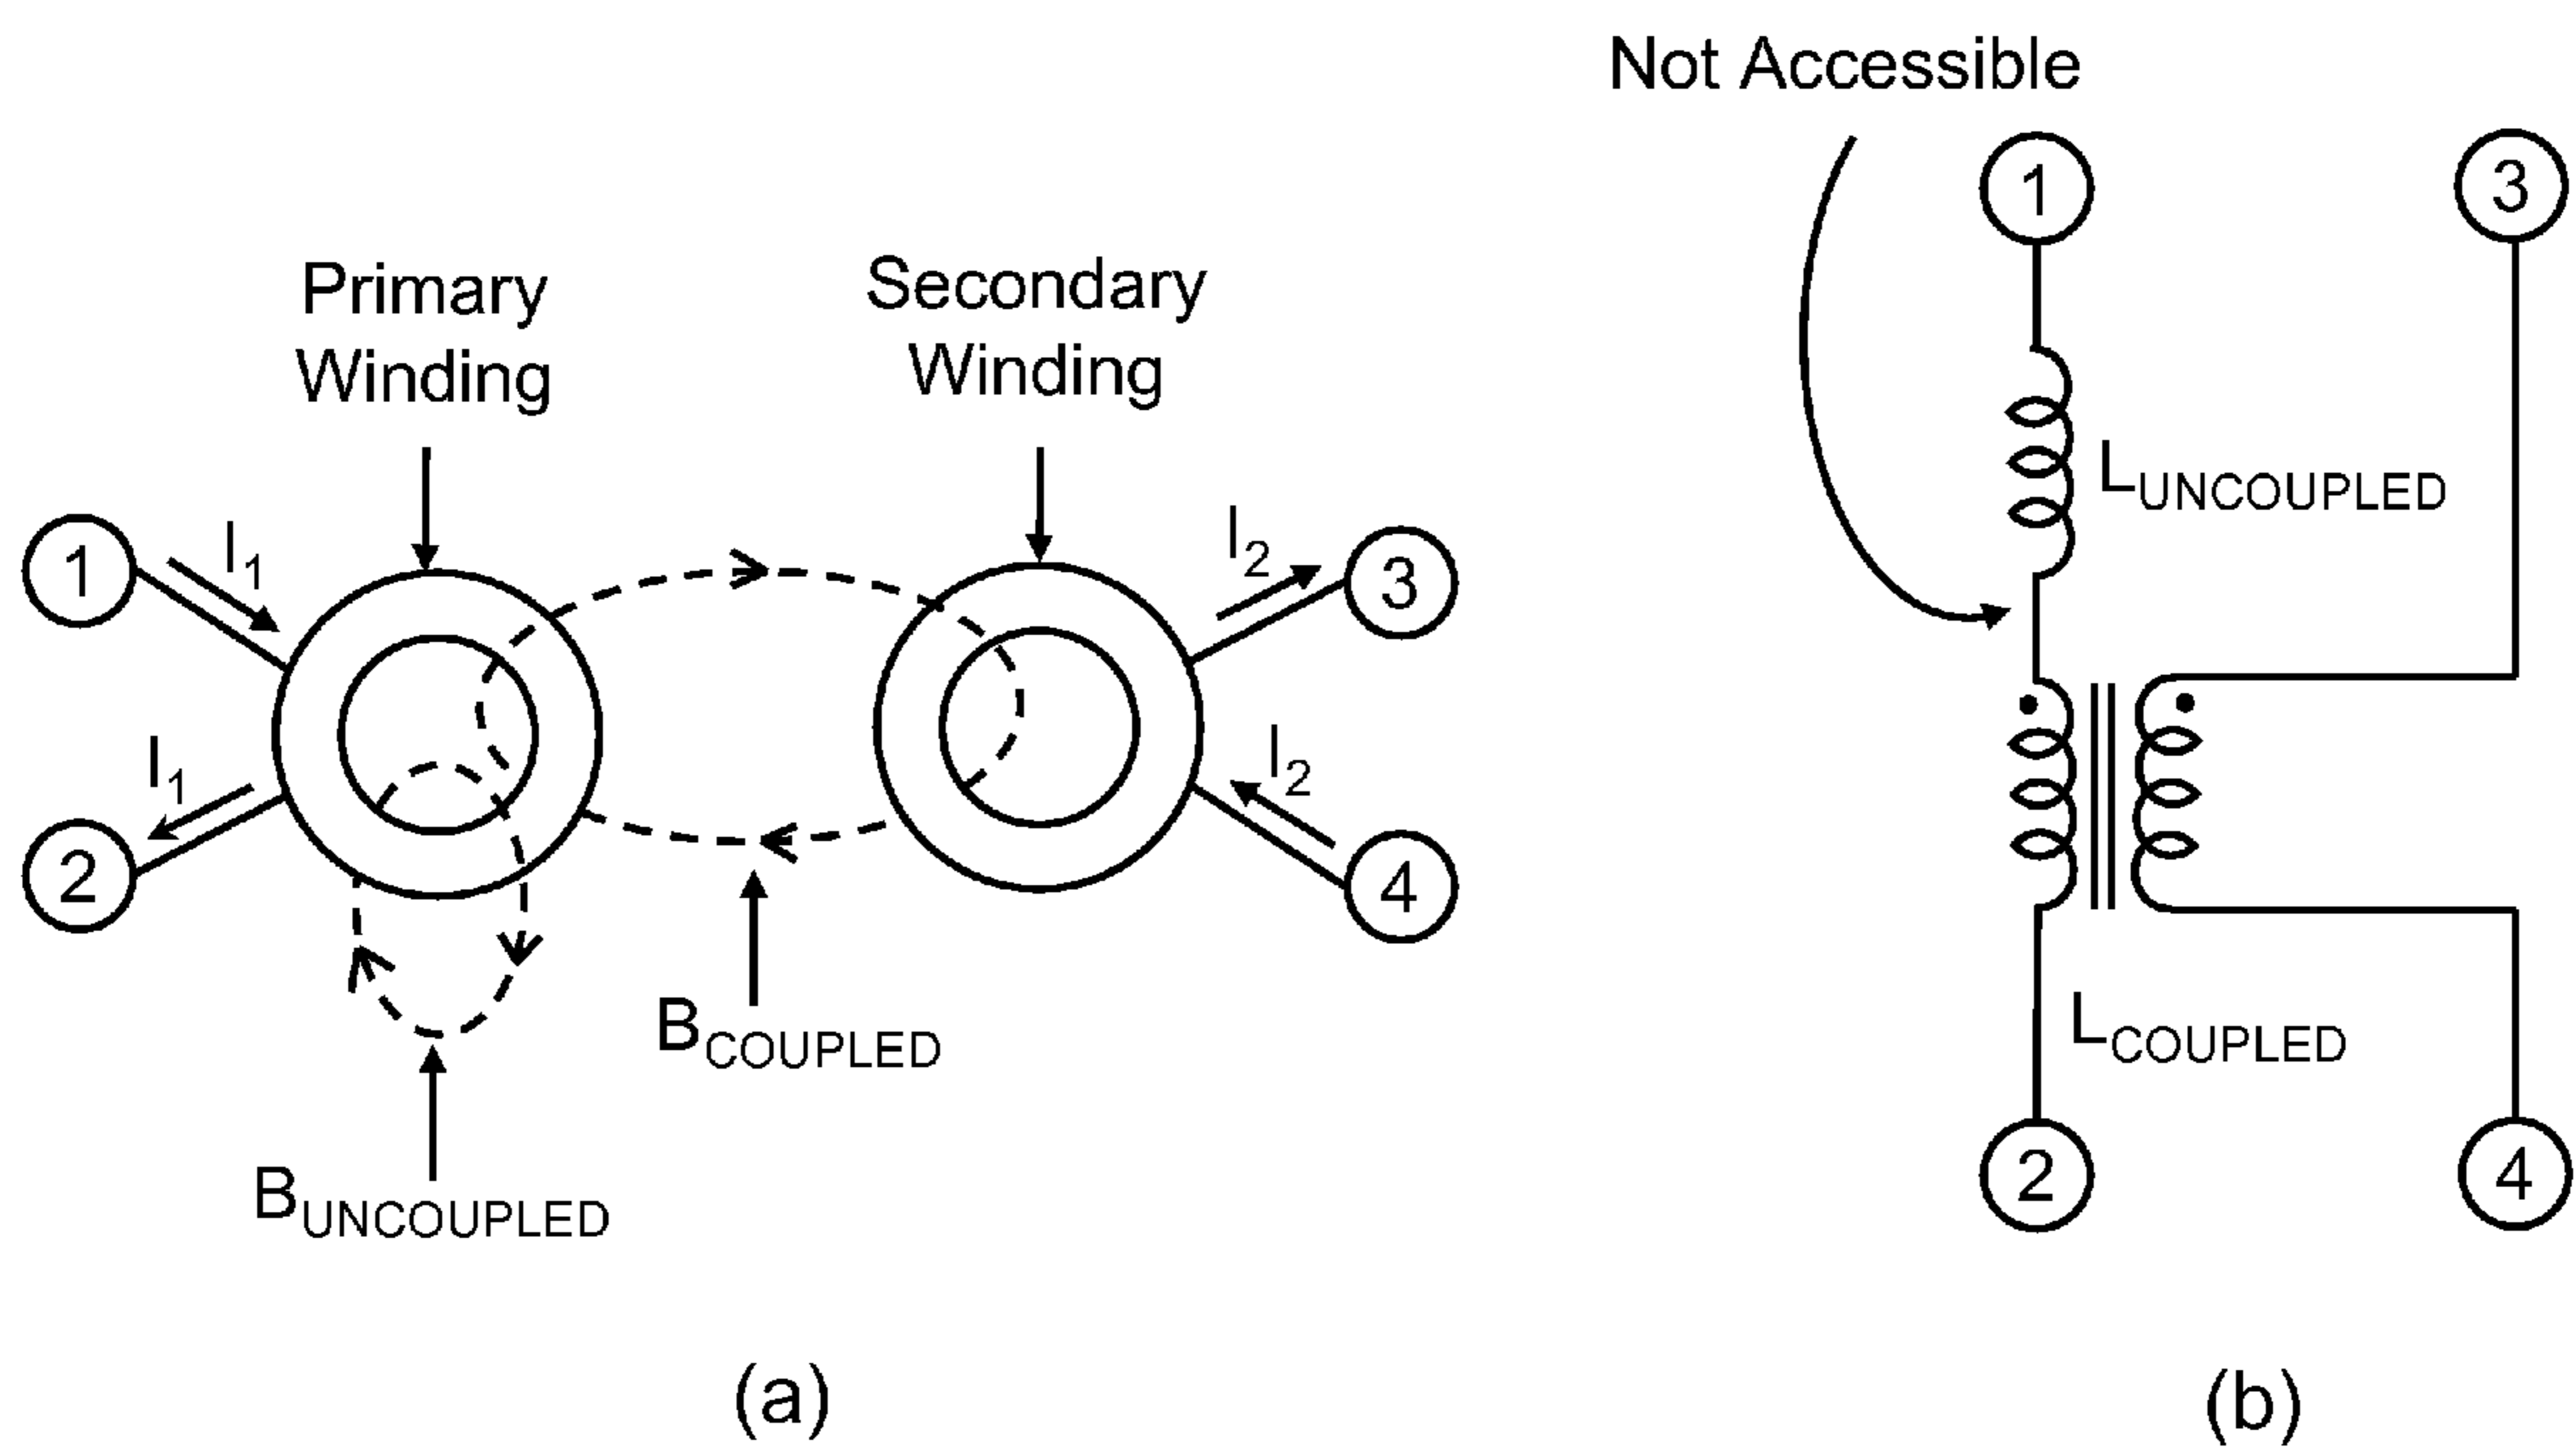 Primary
Winding
Secondary
Winding
1
I1
I1
2
I2
3
I2
4
BCOUPLED
BUNCOUPLED
(a)
Not Accessible
1
3
LUNCOUPLED
LCOUPLED
2
4
(b)